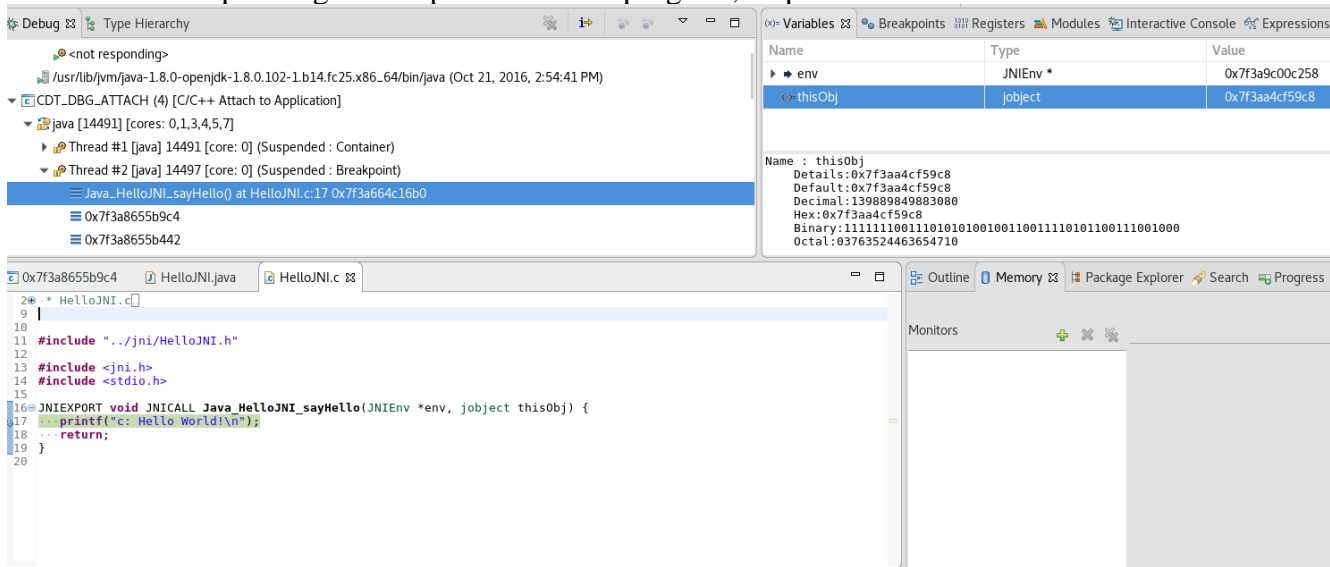 Debug Type Hierarchy
<not responding>
/usr/lib/jvm/java-1.8.0-openjdk-1.8.0.102-1.b14.fc25.x86_64/bin/java (Oct 21, 2016, 2:54:41 PM)
CDT_DBG_ATTACH (4) [C/C++ Attach to Application]
java [14491] [cores: 0,1,3,4,5,7]
Thread #1 [java] 14491 [core: 0] (Suspended : Container)
Thread #2 [java] 14497 [core: 0] (Suspended : Breakpoint)
Java_HelloJNI_sayHello() at HelloJNI.c:17 0x7f3a664c16b0
0x7f3a8655b9c4
0x7f3a8655b442
(x)= Variables Breakpoints Registers Modules Interactive Console Expressions
Name Type Value
env JNIEnv * 0x7f3a9c00c258
thisObj jobject 0x7f3aa4cf59c8
Name : thisObj
Details:0x7f3aa4cf59c8
Default:0x7f3aa4cf59c8
Decimal:139889849883080
Hex:0x7f3aa4cf59c8
Binary:11111110011101010100100110011110101100111001000
Octal:03763524463654710
0x7f3a8655b9c4 HelloJNI.java HelloJNI.c
2 * HelloJNI.c
9
10
11 #include "../jni/HelloJNI.h"
12
13 #include <jni.h>
14 #include <stdio.h>
15
16 JNIEXPORT void JNICALL Java_HelloJNI_sayHello(JNIEnv *env, jobject thisObj) {
17 printf("c: Hello World!\n");
18 return;
19 }
20
Outline Memory Package Explorer Search Progress
Monitors